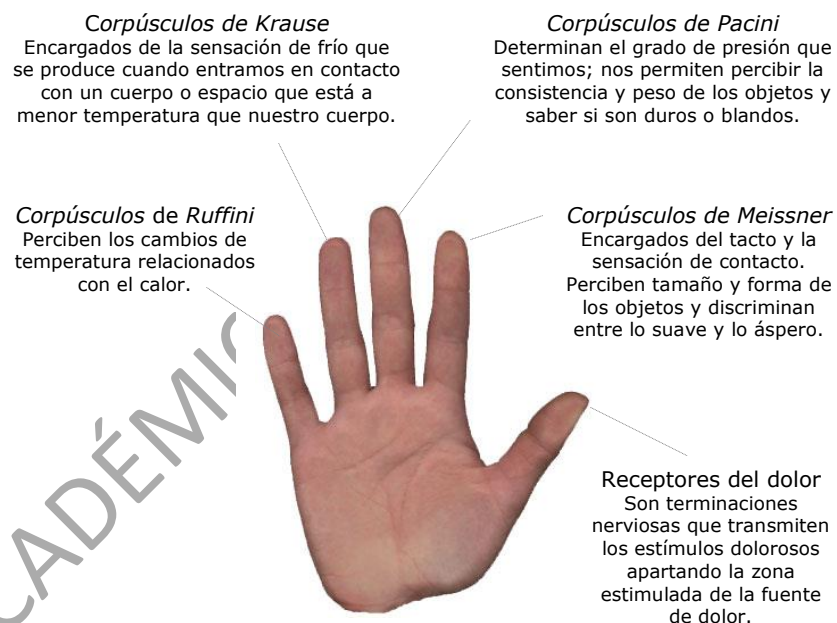 Corpúsculos de Krause
Encargados de la sensación de frío que
se produce cuando entramos en contacto
con un cuerpo o espacio que está a
menor temperatura que nuestro cuerpo.
Corpúsculos de Pacini
Determinan el grado de presión que
sentimos; nos permiten percibir la
consistencia y peso de los objetos y
saber si son duros o blandos.
Corpúsculos de Ruffini
Perciben los cambios de
temperatura relacionados
con el calor.
Corpúsculos de Meissner
Encargados del tacto y la
sensación de contacto.
Perciben tamaño y forma de
los objetos y discriminan
entre lo suave y lo áspero.
Receptores del dolor
Son terminaciones
nerviosas que transmiten
los estímulos dolorosos
apartando la zona
estimulada de la fuente
de dolor.